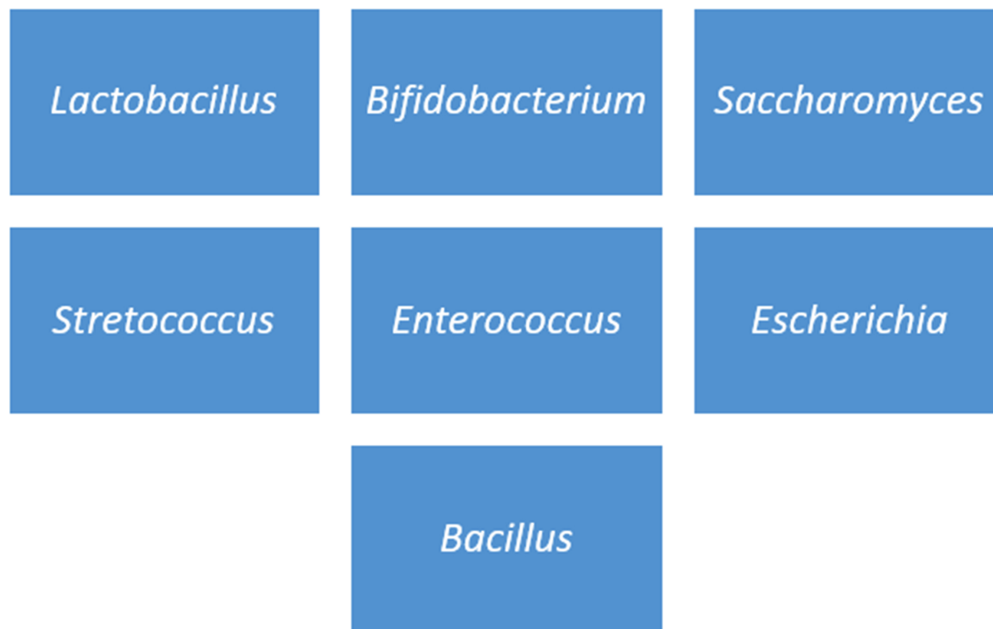 Lactobacillus
Bifidobacterium
Saccharomyces
Stretococcus
Enterococcus
Escherichia
Bacillus